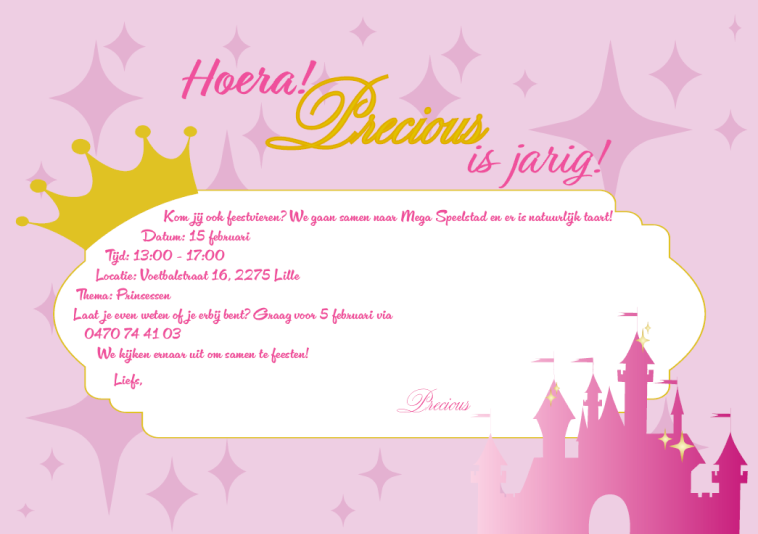 Hoera!
Precious
is jarig!
Kom jij ook feestvieren? We gaan samen naar Mega Speelstad en er is natuurlijk taart!
Datum: 15 februari
Tijd: 13:00 - 17:00
Locatie: Voetbalstraat 16, 2275 Lille
Thema: Prinsessen
Laat je even weten of je erbij bent? Graag voor 5 februari via
0470 74 41 03
We kijken ernaar uit om samen te feesten!
Liefs,
Precious